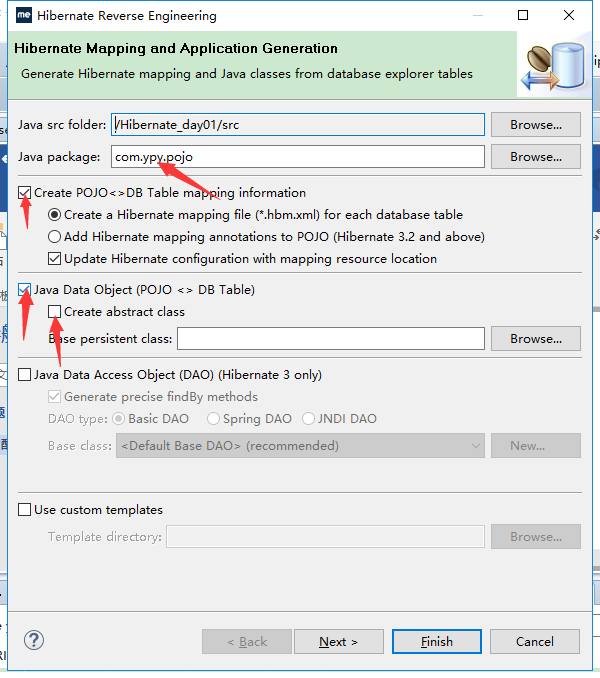 me Hibernate Reverse Engineering
Hibernate Mapping and Application Generation
Generate Hibernate mapping and Java classes from database explorer tables
Java src folder: /Hibernate_day01/src Browse...
Java package: com.ypy.pojo Browse...
Create POJO<>DB Table mapping information
Create a Hibernate mapping file (*.hbm.xml) for each database table
Add Hibernate mapping annotations to POJO (Hibernate 3.2 and above)
Update Hibernate configuration with mapping resource location
Java Data Object (POJO <> DB Table)
Create abstract class
Base persistent class: Browse...
Java Data Access Object (DAO) (Hibernate 3 only)
Generate precise findBy methods
DAO type: Basic DAO Spring DAO JNDI DAO
Base class: <Default Base DAO> (recommended) New...
Use custom templates
Template directory: Browse...
? < Back Next > Finish Cancel